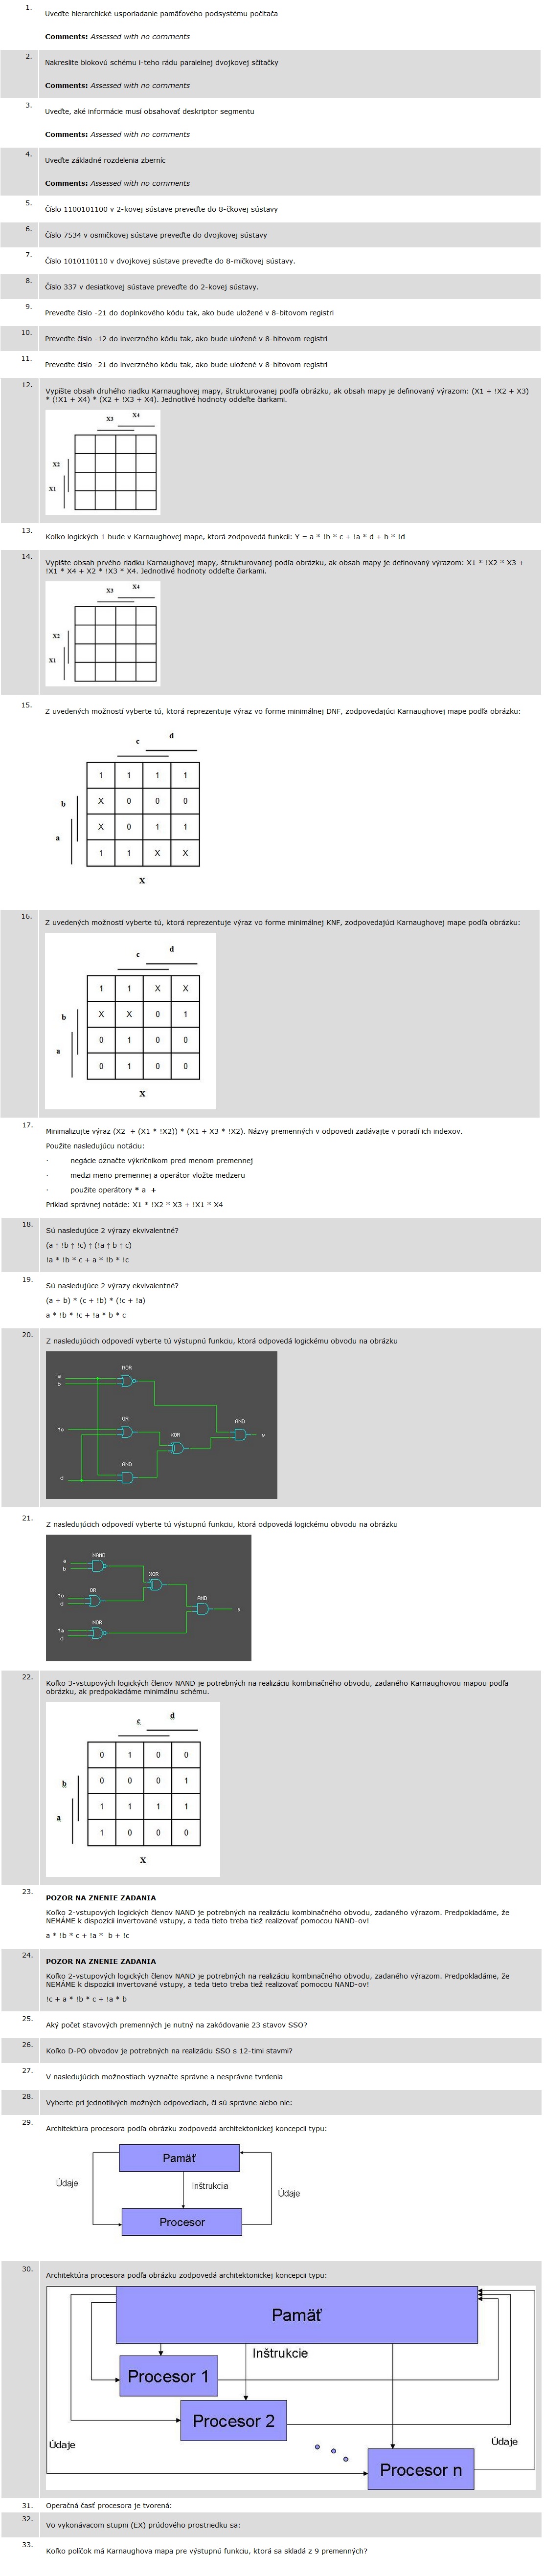 1.
Uveďte hierarchické usporiadanie pamäťového podsystému počítača
Comments: Assessed with no comments
2.
Nakreslite blokovú schému i-teho rádu paralelnej dvojkovej sčítačky
Comments: Assessed with no comments
3.
Uveďte, aké informácie musí obsahovať deskriptor segmentu
Comments: Assessed with no comments
4.
Uveďte základné rozdelenia zberníc
Comments: Assessed with no comments
5.
Číslo 1100101100 v 2-kovej sústave preveďte do 8-čkovej sústavy
6.
Číslo 7534 v osmičkovej sústave preveďte do dvojkovej sústavy
7.
Číslo 1010110110 v dvojkovej sústave preveďte do 8-mičkovej sústavy.
8.
Číslo 337 v desiatkovej sústave preveďte do 2-kovej sústavy.
9.
Preveďte číslo -21 do doplnkového kódu tak, ako bude uložené v 8-bitovom registri
10.
Preveďte číslo -12 do inverzného kódu tak, ako bude uložené v 8-bitovom registri
11.
Preveďte číslo -21 do inverzného kódu tak, ako bude uložené v 8-bitovom registri
12.
Vypíšte obsah druhého riadku Karnaughovej mapy, štrukturovanej podľa obrázku, ak obsah mapy je definovaný výrazom: (X1 + !X2 + X3)
* (!X1 + X4) * (X2 + !X3 + X4). Jednotlivé hodnoty oddeľte čiarkami.
X3 X4
X2
X1
13.
Koľko logických 1 bude v Karnaughovej mape, ktorá zodpovedá funkcii: Y = a * !b * c + !a * d + b * !d
14.
Vypíšte obsah prvého riadku Karnaughovej mapy, štrukturovanej podľa obrázku, ak obsah mapy je definovaný výrazom: X1 * !X2 * X3 +
!X1 * X4 + X2 * !X3 * X4. Jednotlivé hodnoty oddeľte čiarkami.
X3 X4
X2
X1
15.
Z uvedených možností vyberte tú, ktorá reprezentuje výraz vo forme minimálnej DNF, zodpovedajúci Karnaughovej mape podľa obrázku:
c d
1 1 1 1
b X 0 0 0
a X 0 1 1
1 1 X X
X
16.
Z uvedených možností vyberte tú, ktorá reprezentuje výraz vo forme minimálnej KNF, zodpovedajúci Karnaughovej mape podľa obrázku:
c d
1 1 X X
b X X 0 1
a 0 1 0 0
0 1 0 0
X
17.
Minimalizujte výraz (X2 + (X1 * !X2)) * (X1 + X3 * !X2). Názvy premenných v odpovedi zadávajte v poradí ich indexov.
Použite nasledujúcu notáciu:
· negácie označte výkričníkom pred menom premennej
· medzi meno premennej a operátor vložte medzeru
· použite operátory * a +
Príklad správnej notácie: X1 * !X2 * X3 + !X1 * X4
18.
Sú nasledujúce 2 výrazy ekvivalentné?
(a ↑ !b ↑ !c) ↑ (!a ↑ b ↑ c)
!a * !b * c + a * !b * !c
19.
Sú nasledujúce 2 výrazy ekvivalentné?
(a + b) * (c + !b) * (!c + !a)
a * !b * !c + !a * b * c
20.
Z nasledujúcich odpovedí vyberte tú výstupnú funkciu, ktorá odpovedá logickému obvodu na obrázku
NOR
a
b
OR
!c
XOR
AND
y
AND
d
21.
Z nasledujúcich odpovedí vyberte tú výstupnú funkciu, ktorá odpovedá logickému obvodu na obrázku
NAND
a
b
XOR
OR
!c
d
AND
y
NOR
!a
d
22.
Koľko 3-vstupových logických členov NAND je potrebných na realizáciu kombinačného obvodu, zadaného Karnaughovou mapou podľa
obrázku, ak predpokladáme minimálnu schému.
c d
0 1 0 0
b 0 0 0 1
a 1 1 1 1
1 0 0 0
X
23.
POZOR NA ZNENIE ZADANIA
Koľko 2-vstupových logických členov NAND je potrebných na realizáciu kombinačného obvodu, zadaného výrazom. Predpokladáme, že
NEMÁME k dispozícii invertované vstupy, a teda tieto treba tiež realizovať pomocou NAND-ov!
a * !b * c + !a * b + !c
24.
POZOR NA ZNENIE ZADANIA
Koľko 2-vstupových logických členov NAND je potrebných na realizáciu kombinačného obvodu, zadaného výrazom. Predpokladáme, že
NEMÁME k dispozícii invertované vstupy, a teda tieto treba tiež realizovať pomocou NAND-ov!
!c + a * !b * c + !a * b
25.
Aký počet stavových premenných je nutný na zakódovanie 23 stavov SSO?
26.
Koľko D-PO obvodov je potrebných na realizáciu SSO s 12-timi stavmi?
27.
V nasledujúcich možnostiach vyznačte správne a nesprávne tvrdenia
28.
Vyberte pri jednotlivých možných odpovediach, či sú správne alebo nie:
29.
Architektúra procesora podľa obrázku zodpovedá architektonickej koncepcii typu:
Pamäť
Údaje
Inštrukcia
Údaje
Procesor
30.
Architektúra procesora podľa obrázku zodpovedá architektonickej koncepcii typu:
Pamäť
Inštrukcie
Procesor 1
Procesor 2
Údaje
Údaje
Procesor n
31.
Operačná časť procesora je tvorená:
32.
Vo vykonávacom stupni (EX) prúdového prostriedku sa:
33.
Koľko políčok má Karnaughova mapa pre výstupnú funkciu, ktorá sa skladá z 9 premenných?